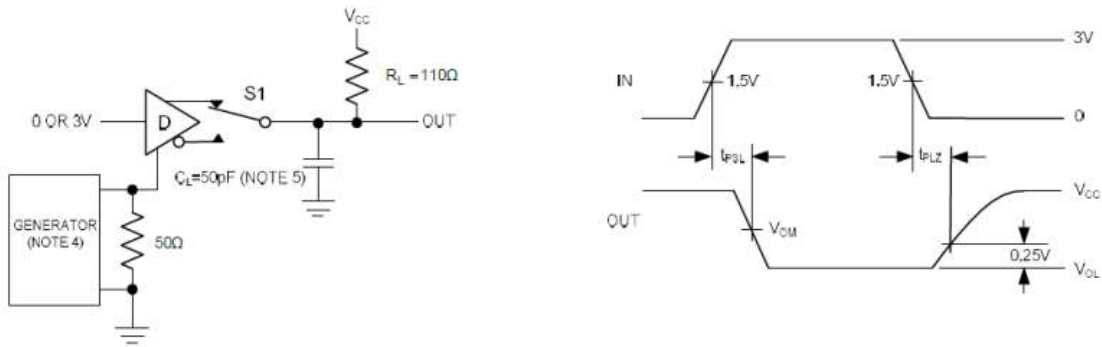 VCC
RL = 110Ω
S1
D
0 OR 3V
OUT
CL=50pF (NOTE 5)
GENERATOR
(NOTE 4)
50Ω
3V
IN
1.5V
1.5V
0
tPSL
tPLZ
VCC
OUT
VOM
0.25V
VOL